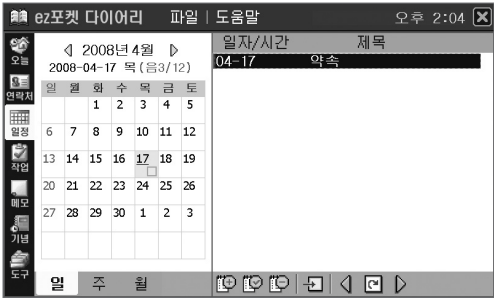 ez포켓 다이어리 파일 | 도움말 오후 2:04
오늘
연락처
일정
작업
메모
기념
도구
2008년 4월
2008-04-17 목(음3/12)
일 월 화 수 목 금 토
1 2 3 4 5
6 7 8 9 10 11 12
13 14 15 16 17 18 19
20 21 22 23 24 25 26
27 28 29 30 1 2 3
일 주 월
일자/시간 제목
04-17 약속